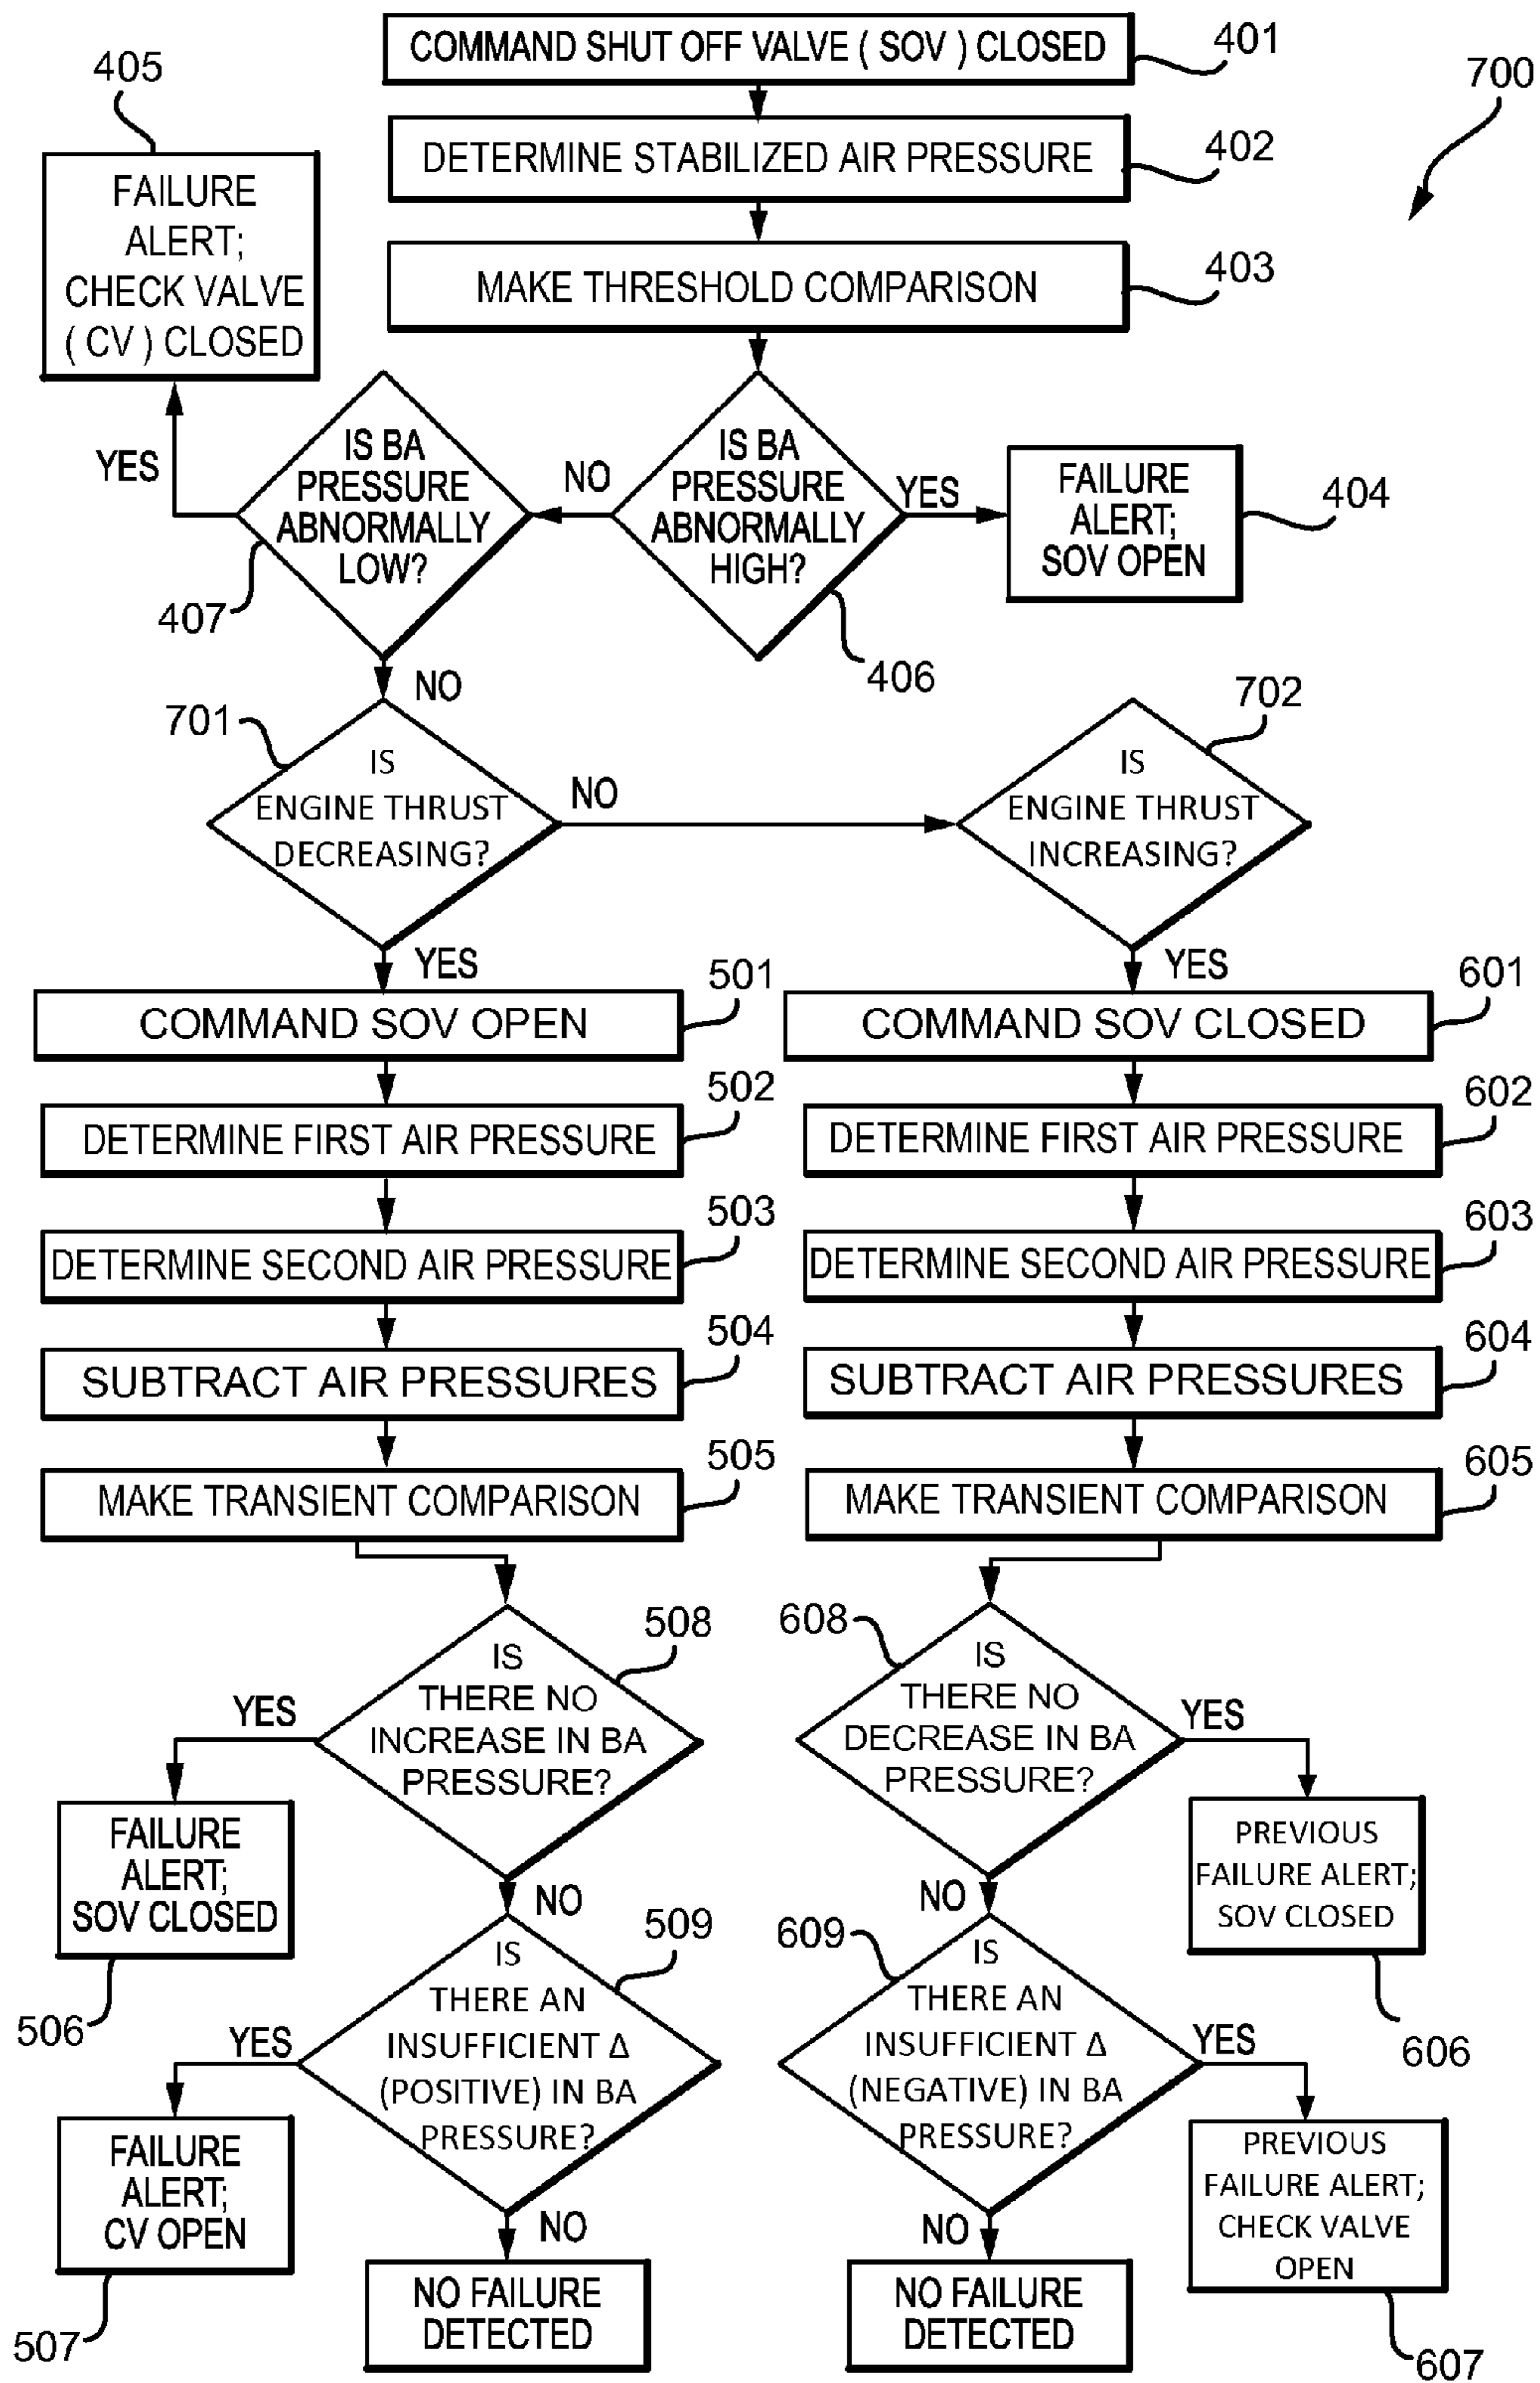 COMMAND SHUT OFF VALVE ( SOV ) CLOSED
401
405
700
DETERMINE STABILIZED AIR PRESSURE
402
FAILURE
ALERT;
CHECK VALVE
( CV ) CLOSED
MAKE THRESHOLD COMPARISON
403
YES
IS BA
PRESSURE
ABNORMALLY
LOW?
407
NO
IS BA
PRESSURE
ABNORMALLY
HIGH?
406
YES
FAILURE
ALERT;
SOV OPEN
404
NO
701
IS
ENGINE THRUST
DECREASING?
NO
702
IS
ENGINE THRUST
INCREASING?
YES
YES
COMMAND SOV OPEN
501
COMMAND SOV CLOSED
601
DETERMINE FIRST AIR PRESSURE
502
DETERMINE FIRST AIR PRESSURE
602
DETERMINE SECOND AIR PRESSURE
503
DETERMINE SECOND AIR PRESSURE
603
SUBTRACT AIR PRESSURES
504
SUBTRACT AIR PRESSURES
604
MAKE TRANSIENT COMPARISON
505
MAKE TRANSIENT COMPARISON
605
508
IS
THERE NO
INCREASE IN BA
PRESSURE?
YES
FAILURE
ALERT;
SOV CLOSED
506
NO
608
IS
THERE NO
DECREASE IN BA
PRESSURE?
YES
PREVIOUS
FAILURE ALERT;
SOV CLOSED
606
NO
509
IS
THERE AN
INSUFFICIENT Δ
(POSITIVE) IN BA
PRESSURE?
YES
FAILURE
ALERT;
CV OPEN
507
NO
NO FAILURE
DETECTED
609
IS
THERE AN
INSUFFICIENT Δ
(NEGATIVE) IN BA
PRESSURE?
YES
PREVIOUS
FAILURE ALERT;
CHECK VALVE
OPEN
607
NO
NO FAILURE
DETECTED